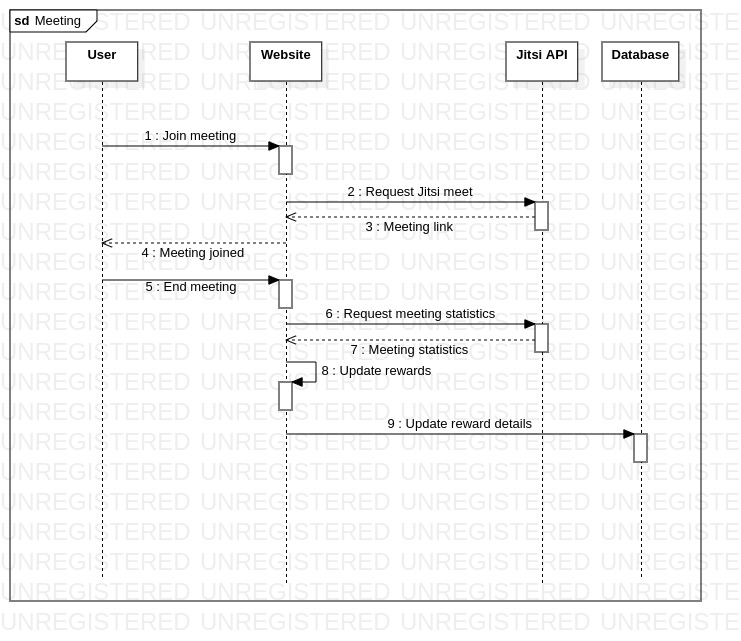 sd Meeting
User
Website
Jitsi API
Database
1 : Join meeting
2 : Request Jitsi meet
3 : Meeting link
4 : Meeting joined
5 : End meeting
6 : Request meeting statistics
7 : Meeting statistics
8 : Update rewards
9 : Update reward details
UNREGISTERED UNREGISTERED UNREGISTERED UNREGISTERED